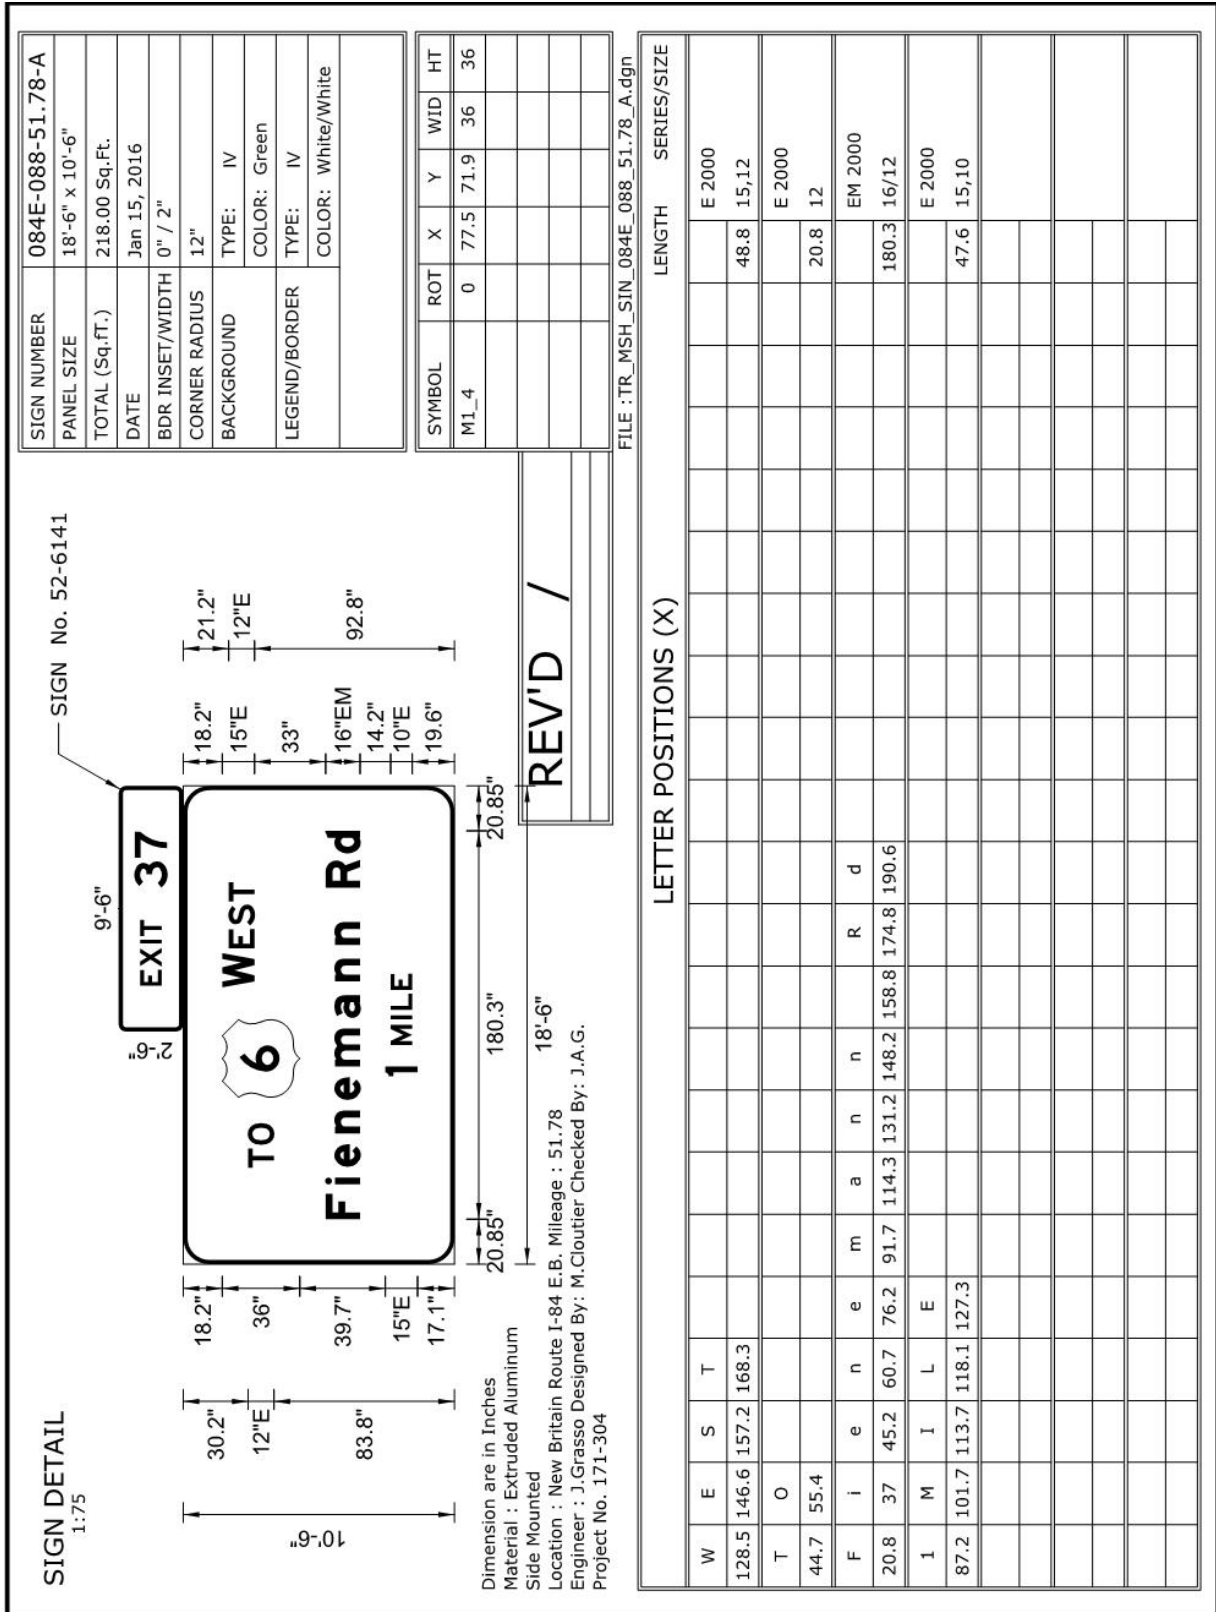 SIGN DETAIL
1:75
SIGN No. 52-6141
9'-6"
2'-6"
EXIT 37
TO 6 WEST
Fienemann Rd
1 MILE
10'-6"
30.2"
12"E
83.8"
18.2"
36"
39.7"
15"E
17.1"
18.2"
15"E
33"
16"EM
14.2"
10"E
19.6"
21.2"
12"E
92.8"
20.85" 180.3" 20.85"
18'-6"
Dimension are in Inches
Material : Extruded Aluminum
Side Mounted
Location : New Britain Route I-84 E.B. Mileage : 51.78
Engineer : J.Grasso Designed By: M.Cloutier Checked By: J.A.G.
Project No. 171-304
REV'D /
SIGN NUMBER 084E-088-51.78-A
PANEL SIZE 18'-6" x 10'-6"
TOTAL (Sq.fT.) 218.00 Sq.Ft.
DATE Jan 15, 2016
BDR INSET/WIDTH 0" / 2"
CORNER RADIUS 12"
BACKGROUND TYPE: IV
COLOR: Green
LEGEND/BORDER TYPE: IV
COLOR: White/White
SYMBOL ROT X Y WID HT
M1_4 0 77.5 71.9 36 36
FILE :TR_MSH_SIN_084E_088_51.78_A.dgn
LETTER POSITIONS (X) LENGTH SERIES/SIZE
W E S T E 2000
128.5 146.6 157.2 168.3 48.8 15,12
T O E 2000
44.7 55.4 20.8 12
F i e n e m a n n R d EM 2000
20.8 37 45.2 60.7 76.2 91.7 114.3 131.2 148.2 158.8 174.8 190.6 180.3 16/12
1 M I L E E 2000
87.2 101.7 113.7 118.1 127.3 47.6 15,10